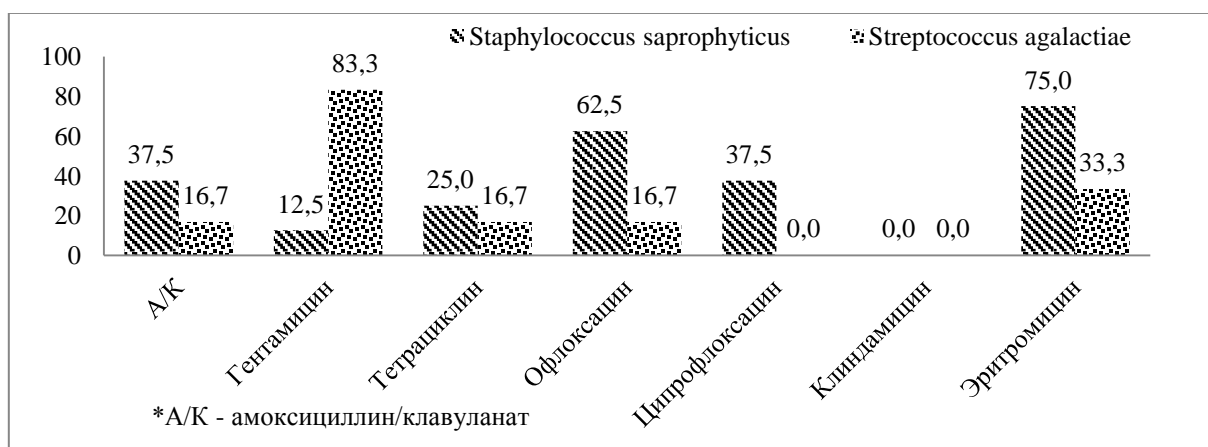 Staphylococcus saprophyticus Streptococcus agalactiae
100
80
60
40
20
0
37,5
16,7
12,5
83,3
25,0
16,7
62,5
16,7
37,5
0,0
0,0
0,0
75,0
33,3
А/К
Гентамицин
Тетрациклин
Офлоксацин
Ципрофлоксацин
Клиндамицин
Эритромицин
*А/К - амоксициллин/клавуланат